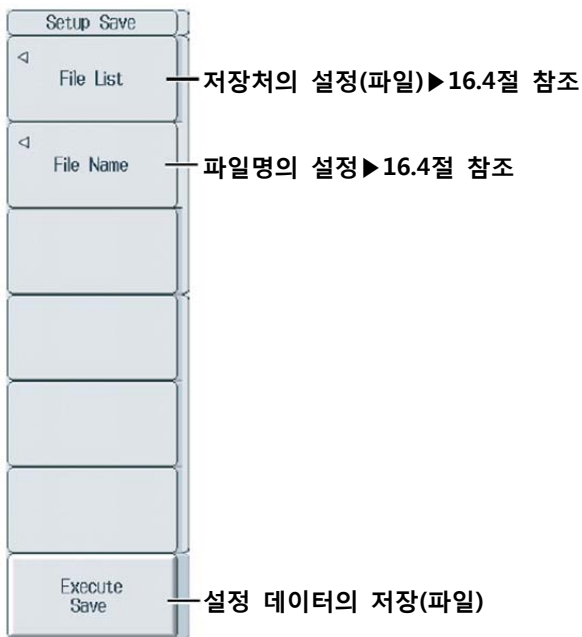 Setup Save
File List
저장처의 설정(파일)▶16.4절 참조
File Name
파일명의 설정▶16.4절 참조
Execute
Save
설정 데이터의 저장(파일)